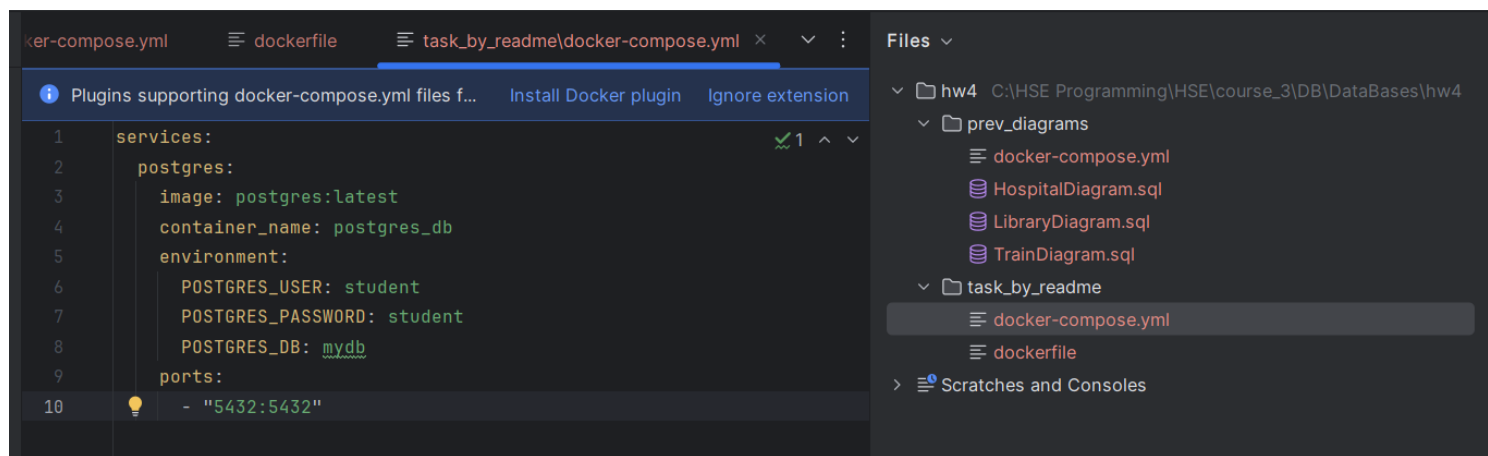 ker-compose.yml dockerfile task_by_readme\docker-compose.yml
Plugins supporting docker-compose.yml files f... Install Docker plugin Ignore extension
1 services:
2 postgres:
3 image: postgres:latest
4 container_name: postgres_db
5 environment:
6 POSTGRES_USER: student
7 POSTGRES_PASSWORD: student
8 POSTGRES_DB: mydb
9 ports:
10 - "5432:5432"
1
Files
hw4 C:\HSE Programming\HSE\course_3\DB\DataBases\hw4
prev_diagrams
docker-compose.yml
HospitalDiagram.sql
LibraryDiagram.sql
TrainDiagram.sql
task_by_readme
docker-compose.yml
dockerfile
Scratches and Consoles